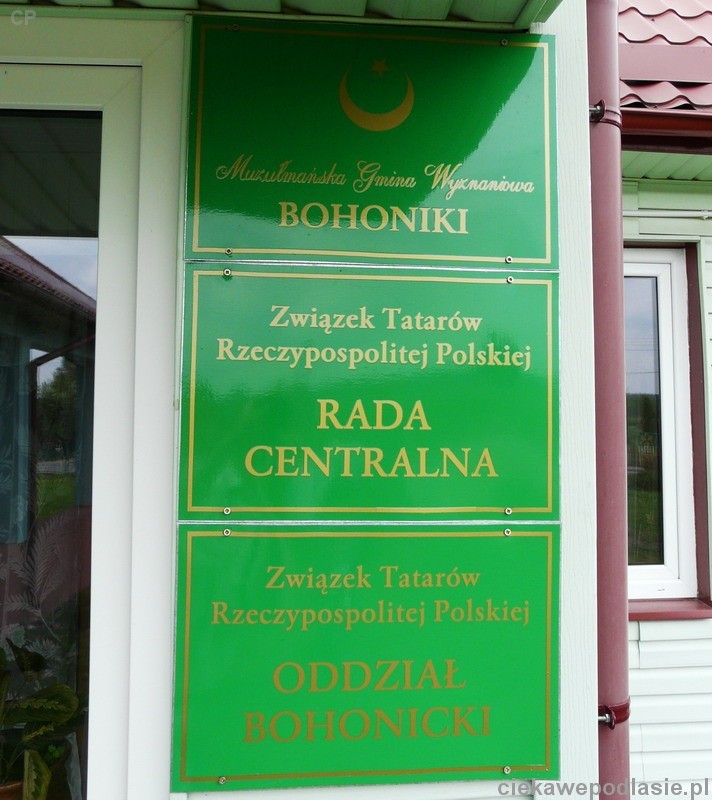 CP
Muzułmańska Gmina Wyznaniowa
BOHONIKI
Związek Tatarów
Rzeczypospolitej Polskiej
RADA
CENTRALNA
Związek Tatarów
Rzeczypospolitej Polskiej
ODDZIAŁ
BOHONICKI
ciekawepodlasie.pl